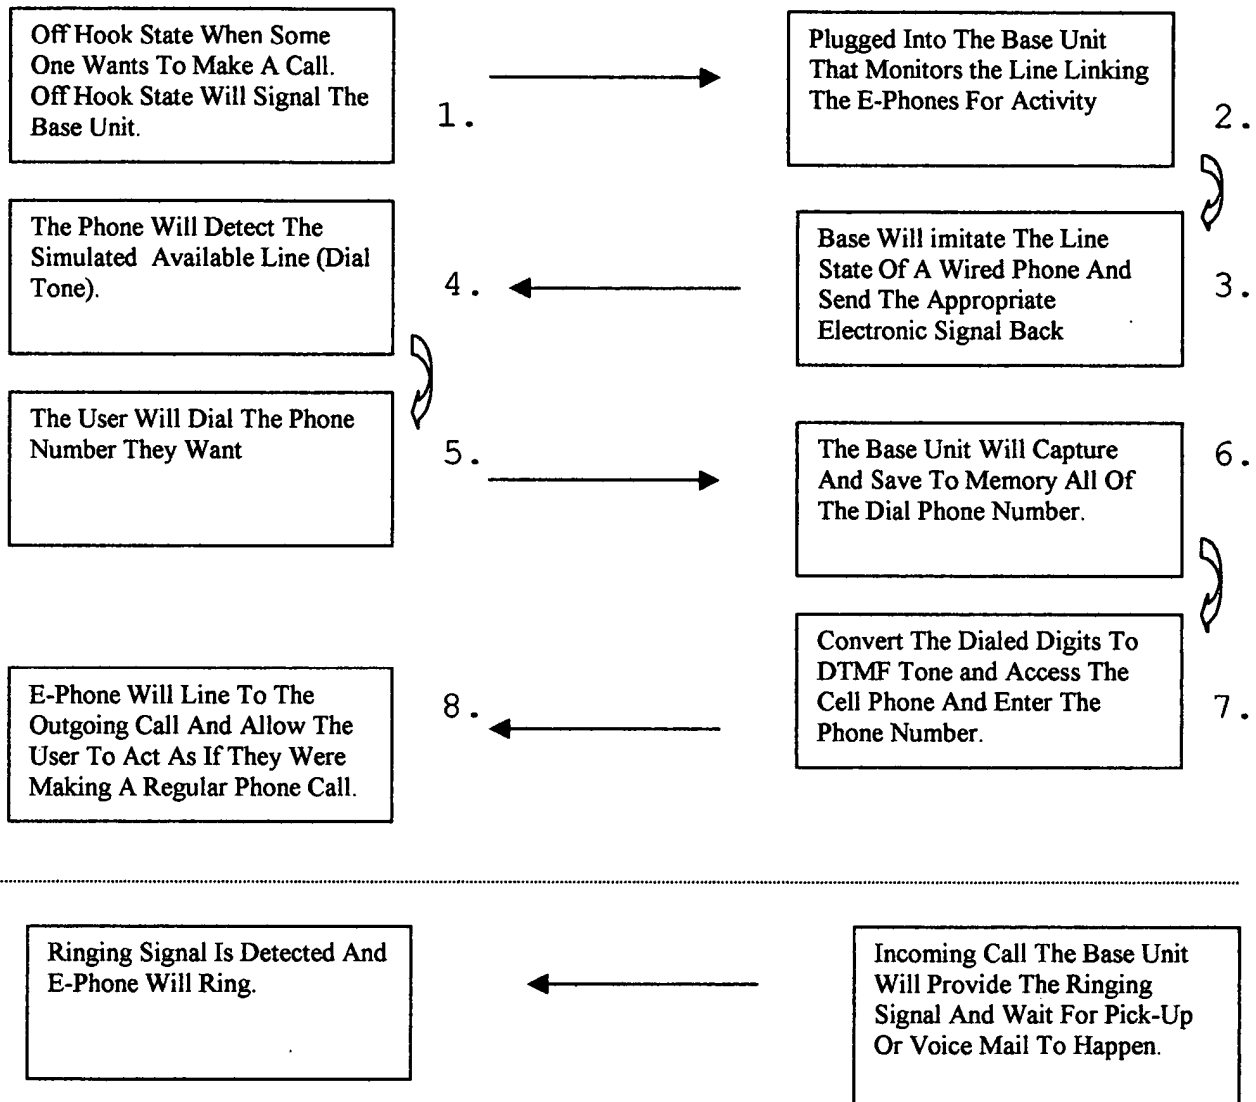 Off Hook State When Some
One Wants To Make A Call.
Off Hook State Will Signal The
Base Unit.
1.
Plugged Into The Base Unit
That Monitors the Line Linking
The E-Phones For Activity
2.
Base Will imitate The Line
State Of A Wired Phone And
Send The Appropriate
Electronic Signal Back
3.
The Phone Will Detect The
Simulated Available Line (Dial
Tone).
4.
The User Will Dial The Phone
Number They Want
5.
The Base Unit Will Capture
And Save To Memory All Of
The Dial Phone Number.
6.
Convert The Dialed Digits To
DTMF Tone and Access The
Cell Phone And Enter The
Phone Number.
7.
E-Phone Will Line To The
Outgoing Call And Allow The
User To Act As If They Were
Making A Regular Phone Call.
8.
Ringing Signal Is Detected And
E-Phone Will Ring.
Incoming Call The Base Unit
Will Provide The Ringing
Signal And Wait For Pick-Up
Or Voice Mail To Happen.